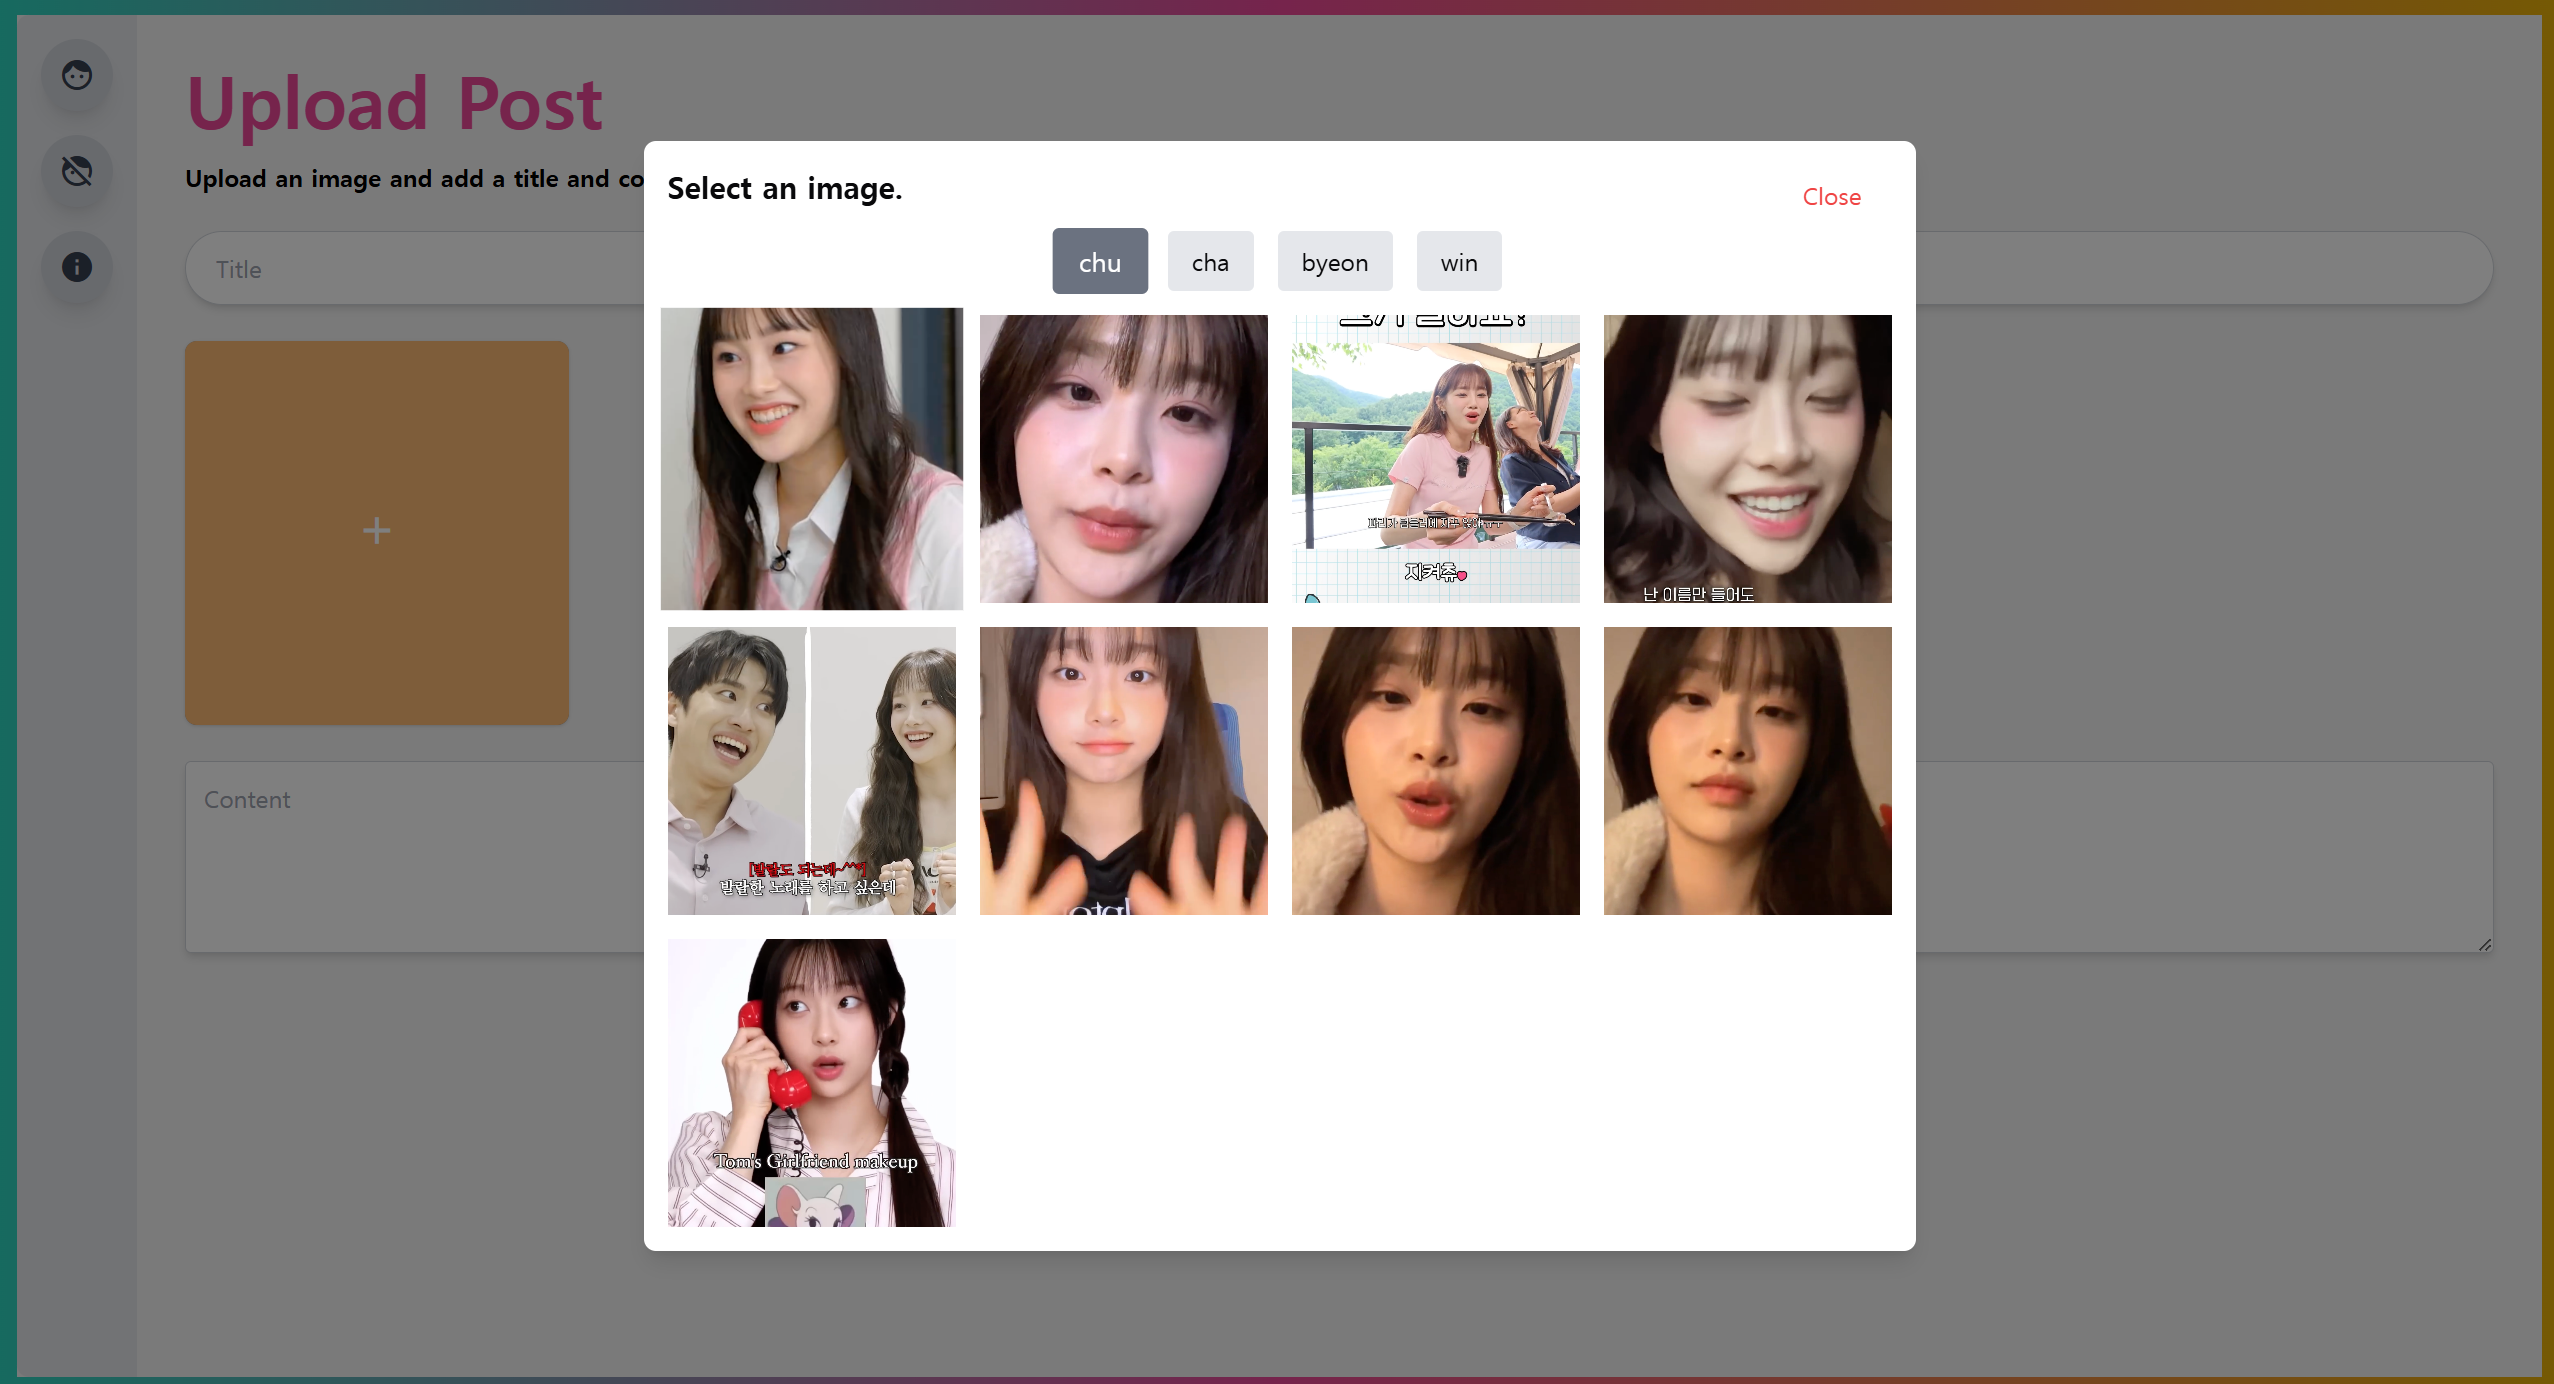 Upload Post
Upload an image and add a title and co
Title
Content
Select an image.
Close
chu
cha
byeon
win
지켜츄
난 이름만 들어도
[발랄도 되는데~^^]
발랄한 노래를 하고 싶은데
Tom's Girlfriend makeup